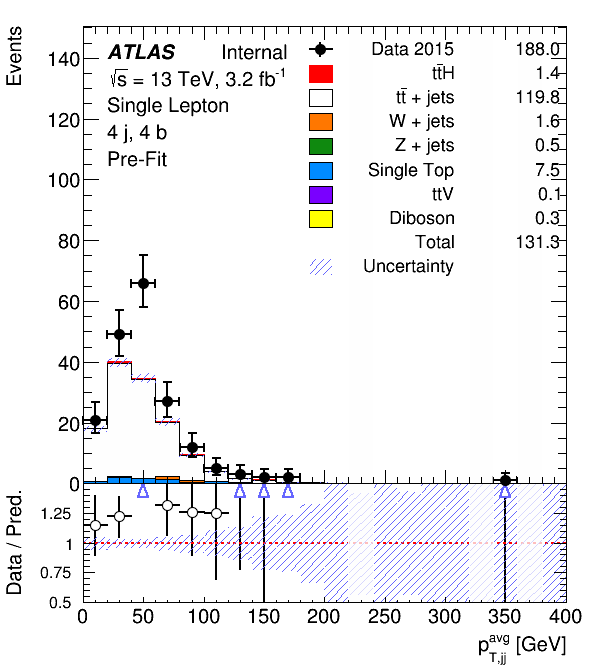 Events
140
120
100
80
60
40
20
0
ATLAS Internal
√s = 13 TeV, 3.2 fb⁻¹
Single Lepton
4 j, 4 b
Pre-Fit
Data 2015 188.0
tt̄H 1.4
tt̄ + jets 119.8
W + jets 1.6
Z + jets 0.5
Single Top 7.5
ttV 0.1
Diboson 0.3
Total 131.3
Uncertainty
Data / Pred.
1.25
1
0.75
0.5
0 50 100 150 200 250 300 350 400
p_{T,jj}^{avg} [GeV]